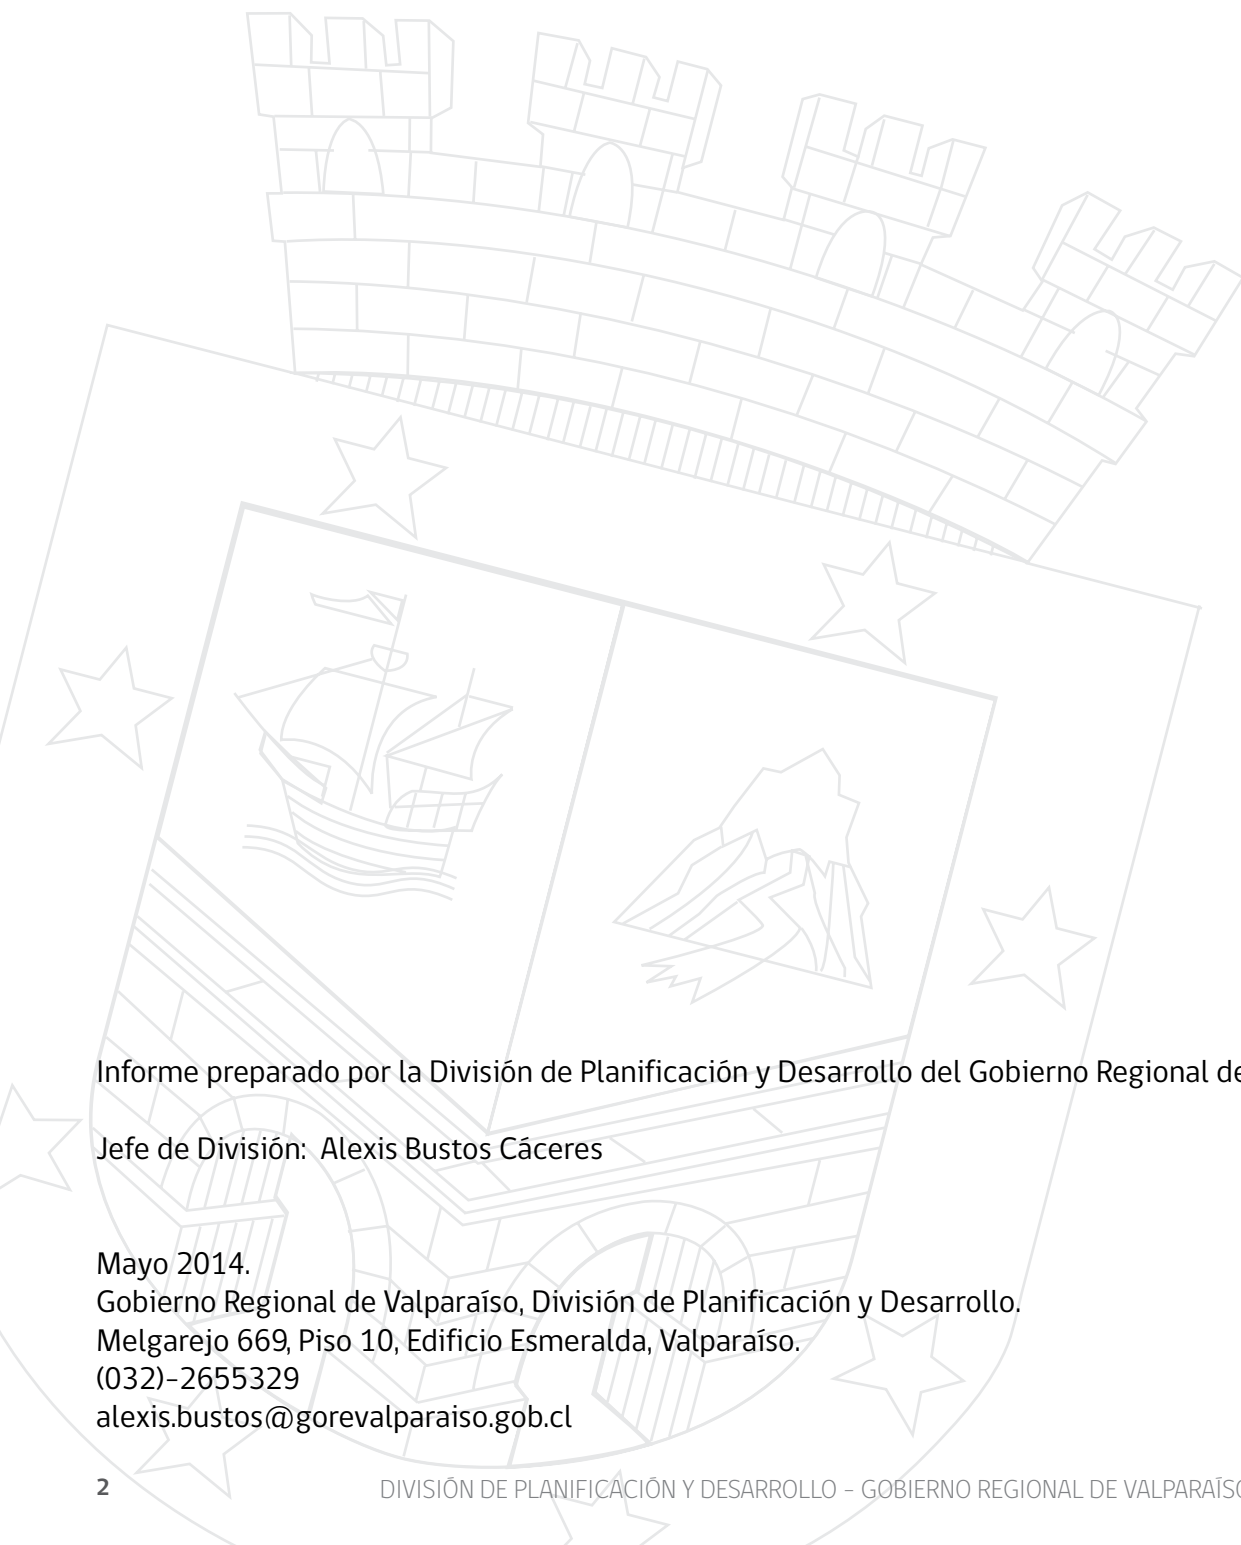 Informe preparado por la División de Planificación y Desarrollo del Gobierno Regional de
Jefe de División:  Alexis Bustos Cáceres
Mayo 2014.
Gobierno Regional de Valparaíso, División de Planificación y Desarrollo.
Melgarejo 669, Piso 10, Edificio Esmeralda, Valparaíso.
(032)-2655329
alexis.bustos@gorevalparaiso.gob.cl
2 DIVISIÓN DE PLANIFICACIÓN Y DESARROLLO – GOBIERNO REGIONAL DE VALPARAÍSO